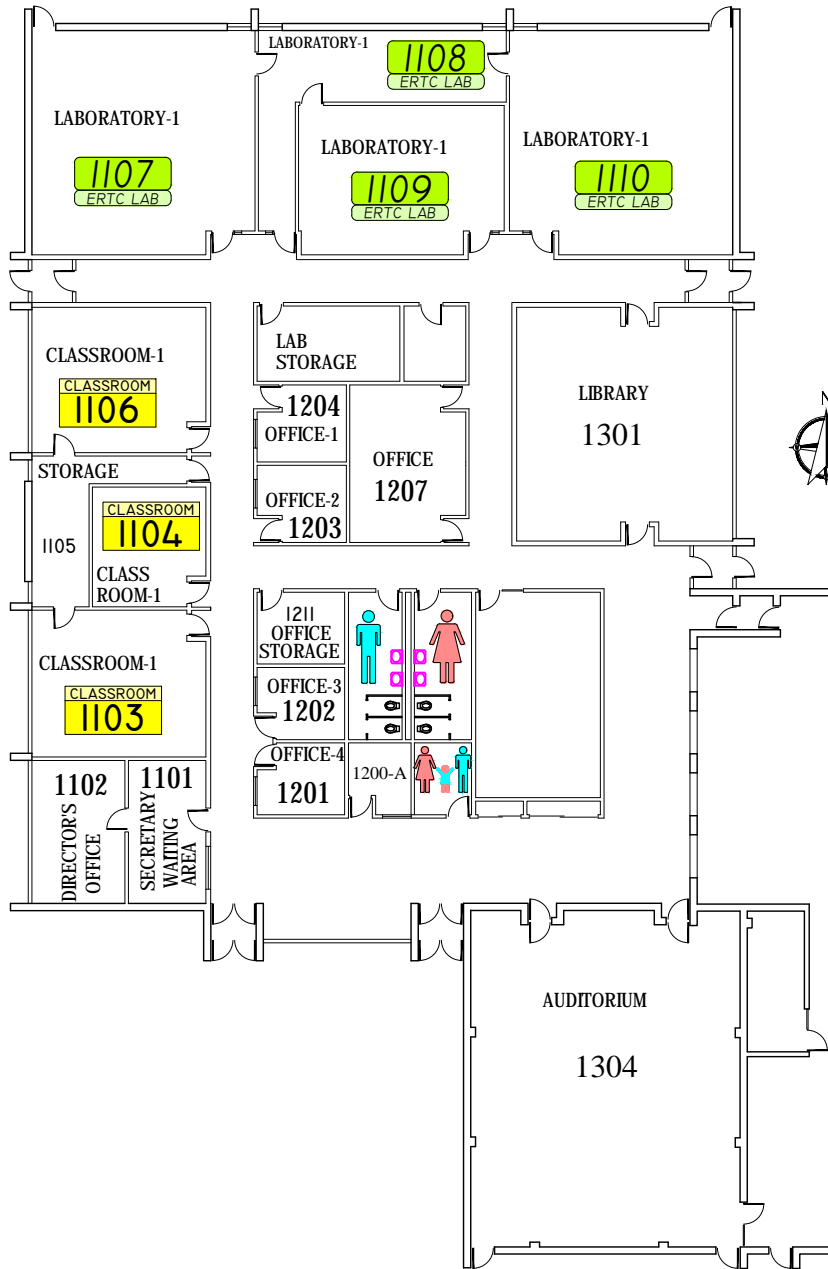 LABORATORY-1
1108
ERTC LAB
LABORATORY-1
1107
ERTC LAB
LABORATORY-1
1109
ERTC LAB
LABORATORY-1
1110
ERTC LAB
CLASSROOM-1
CLASSROOM
1106
LAB
STORAGE
1204
OFFICE-1
OFFICE
1207
OFFICE-2
1203
LIBRARY
1301
N
STORAGE
1105
CLASSROOM
1104
CLASS
ROOM-1
CLASSROOM-1
CLASSROOM
1103
1211
OFFICE
STORAGE
OFFICE-3
1202
OFFICE-4
1201
1200-A
1102
DIRECTOR'S
OFFICE
1101
SECRETARY
WAITING
AREA
AUDITORIUM
1304